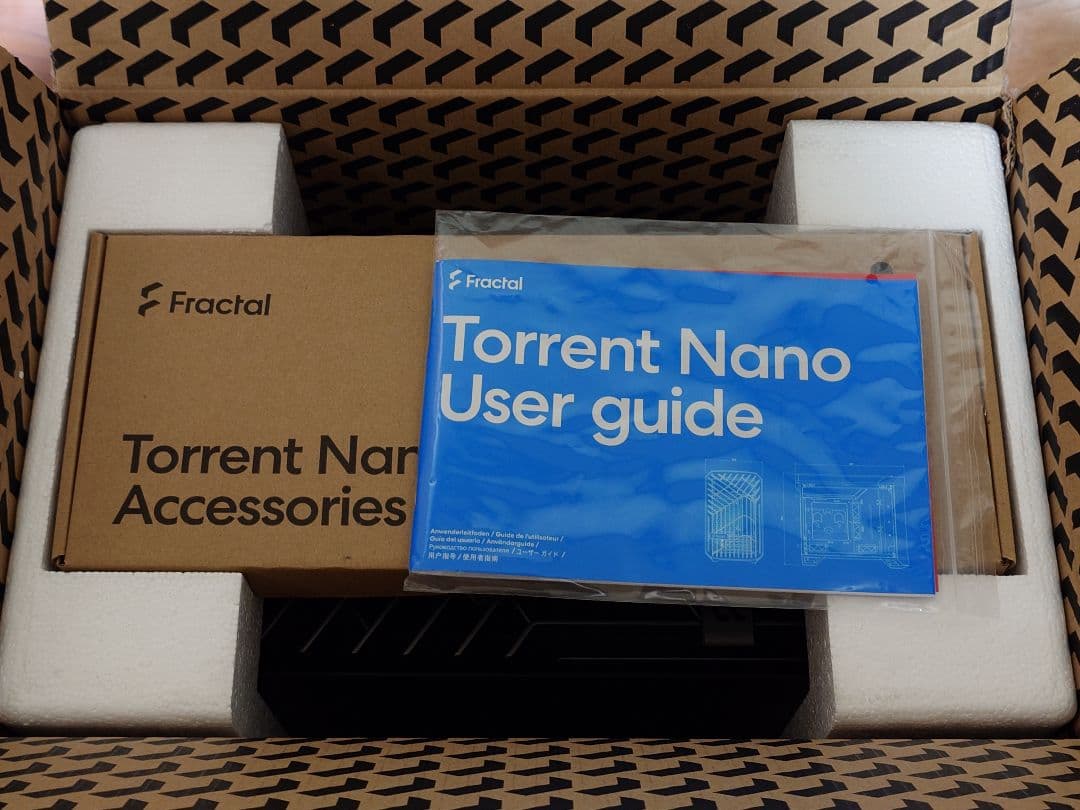 Fractal
Torrent Nan
Accessories
Fractal
Torrent Nano
User guide
Anwenderleitfaden / Guide de l'utilisateur /
Guía del usuario / Användarguide /
Руководство пользователя / ユーザー ガイド /
用户指导 / 使用者指南